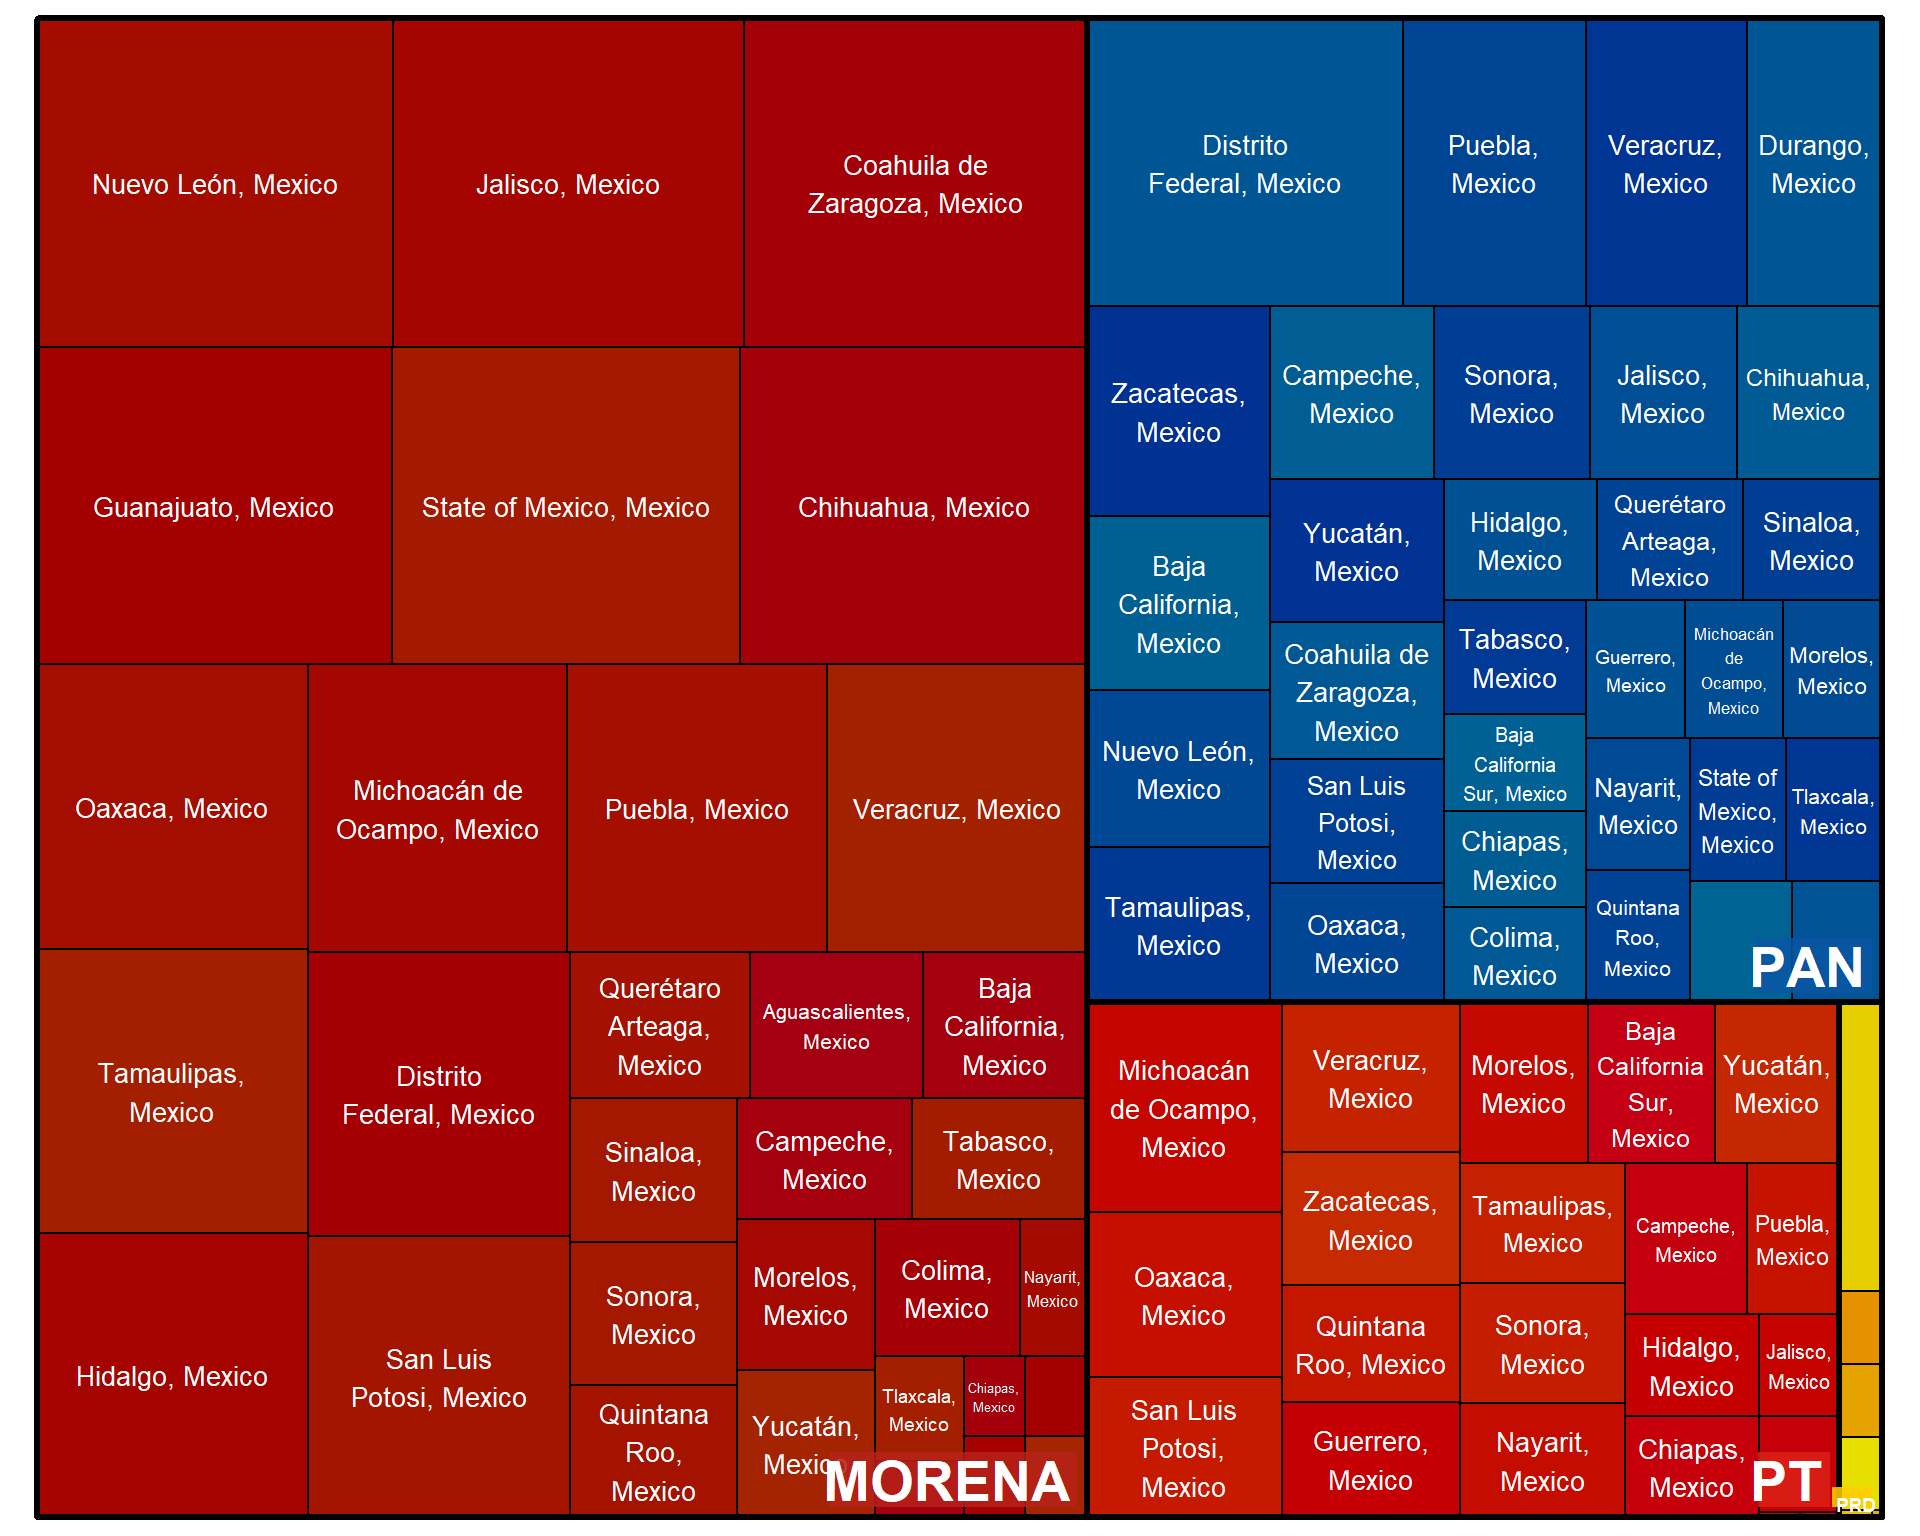 Nuevo León, Mexico
Jalisco, Mexico
Coahuila de
Zaragoza, Mexico
Guanajuato, Mexico
State of Mexico, Mexico
Chihuahua, Mexico
Oaxaca, Mexico
Michoacán de
Ocampo, Mexico
Puebla, Mexico
Veracruz, Mexico
Tamaulipas,
Mexico
Distrito
Federal, Mexico
Querétaro
Arteaga,
Mexico
Aguascalientes,
Mexico
Baja
California,
Mexico
Sinaloa,
Mexico
Campeche,
Mexico
Tabasco,
Mexico
Hidalgo, Mexico
San Luis
Potosi, Mexico
Sonora,
Mexico
Morelos,
Mexico
Colima,
Mexico
Nayarit,
Mexico
Quintana
Roo,
Mexico
Yucatán,
Mexico
Tlaxcala,
Mexico
Chiapas,
Mexico
MORENA
Distrito
Federal, Mexico
Puebla,
Mexico
Veracruz,
Mexico
Durango,
Mexico
Zacatecas,
Mexico
Campeche,
Mexico
Sonora,
Mexico
Jalisco,
Mexico
Chihuahua,
Mexico
Baja
California,
Mexico
Yucatán,
Mexico
Hidalgo,
Mexico
Querétaro
Arteaga,
Mexico
Sinaloa,
Mexico
Coahuila de
Zaragoza,
Mexico
Tabasco,
Mexico
Guerrero,
Mexico
Michoacán
de
Ocampo,
Mexico
Morelos,
Mexico
Nuevo León,
Mexico
San Luis
Potosi,
Mexico
Baja
California
Sur, Mexico
Nayarit,
Mexico
State of
Mexico,
Mexico
Tlaxcala,
Mexico
Chiapas,
Mexico
Tamaulipas,
Mexico
Oaxaca,
Mexico
Colima,
Mexico
Quintana
Roo,
Mexico
PAN
Michoacán
de Ocampo,
Mexico
Veracruz,
Mexico
Morelos,
Mexico
Baja
California
Sur,
Mexico
Yucatán,
Mexico
Zacatecas,
Mexico
Tamaulipas,
Mexico
Campeche,
Mexico
Puebla,
Mexico
Oaxaca,
Mexico
Quintana
Roo, Mexico
Sonora,
Mexico
Hidalgo,
Mexico
Jalisco,
Mexico
San Luis
Potosi,
Mexico
Guerrero,
Mexico
Nayarit,
Mexico
Chiapas,
Mexico
PT
PRD